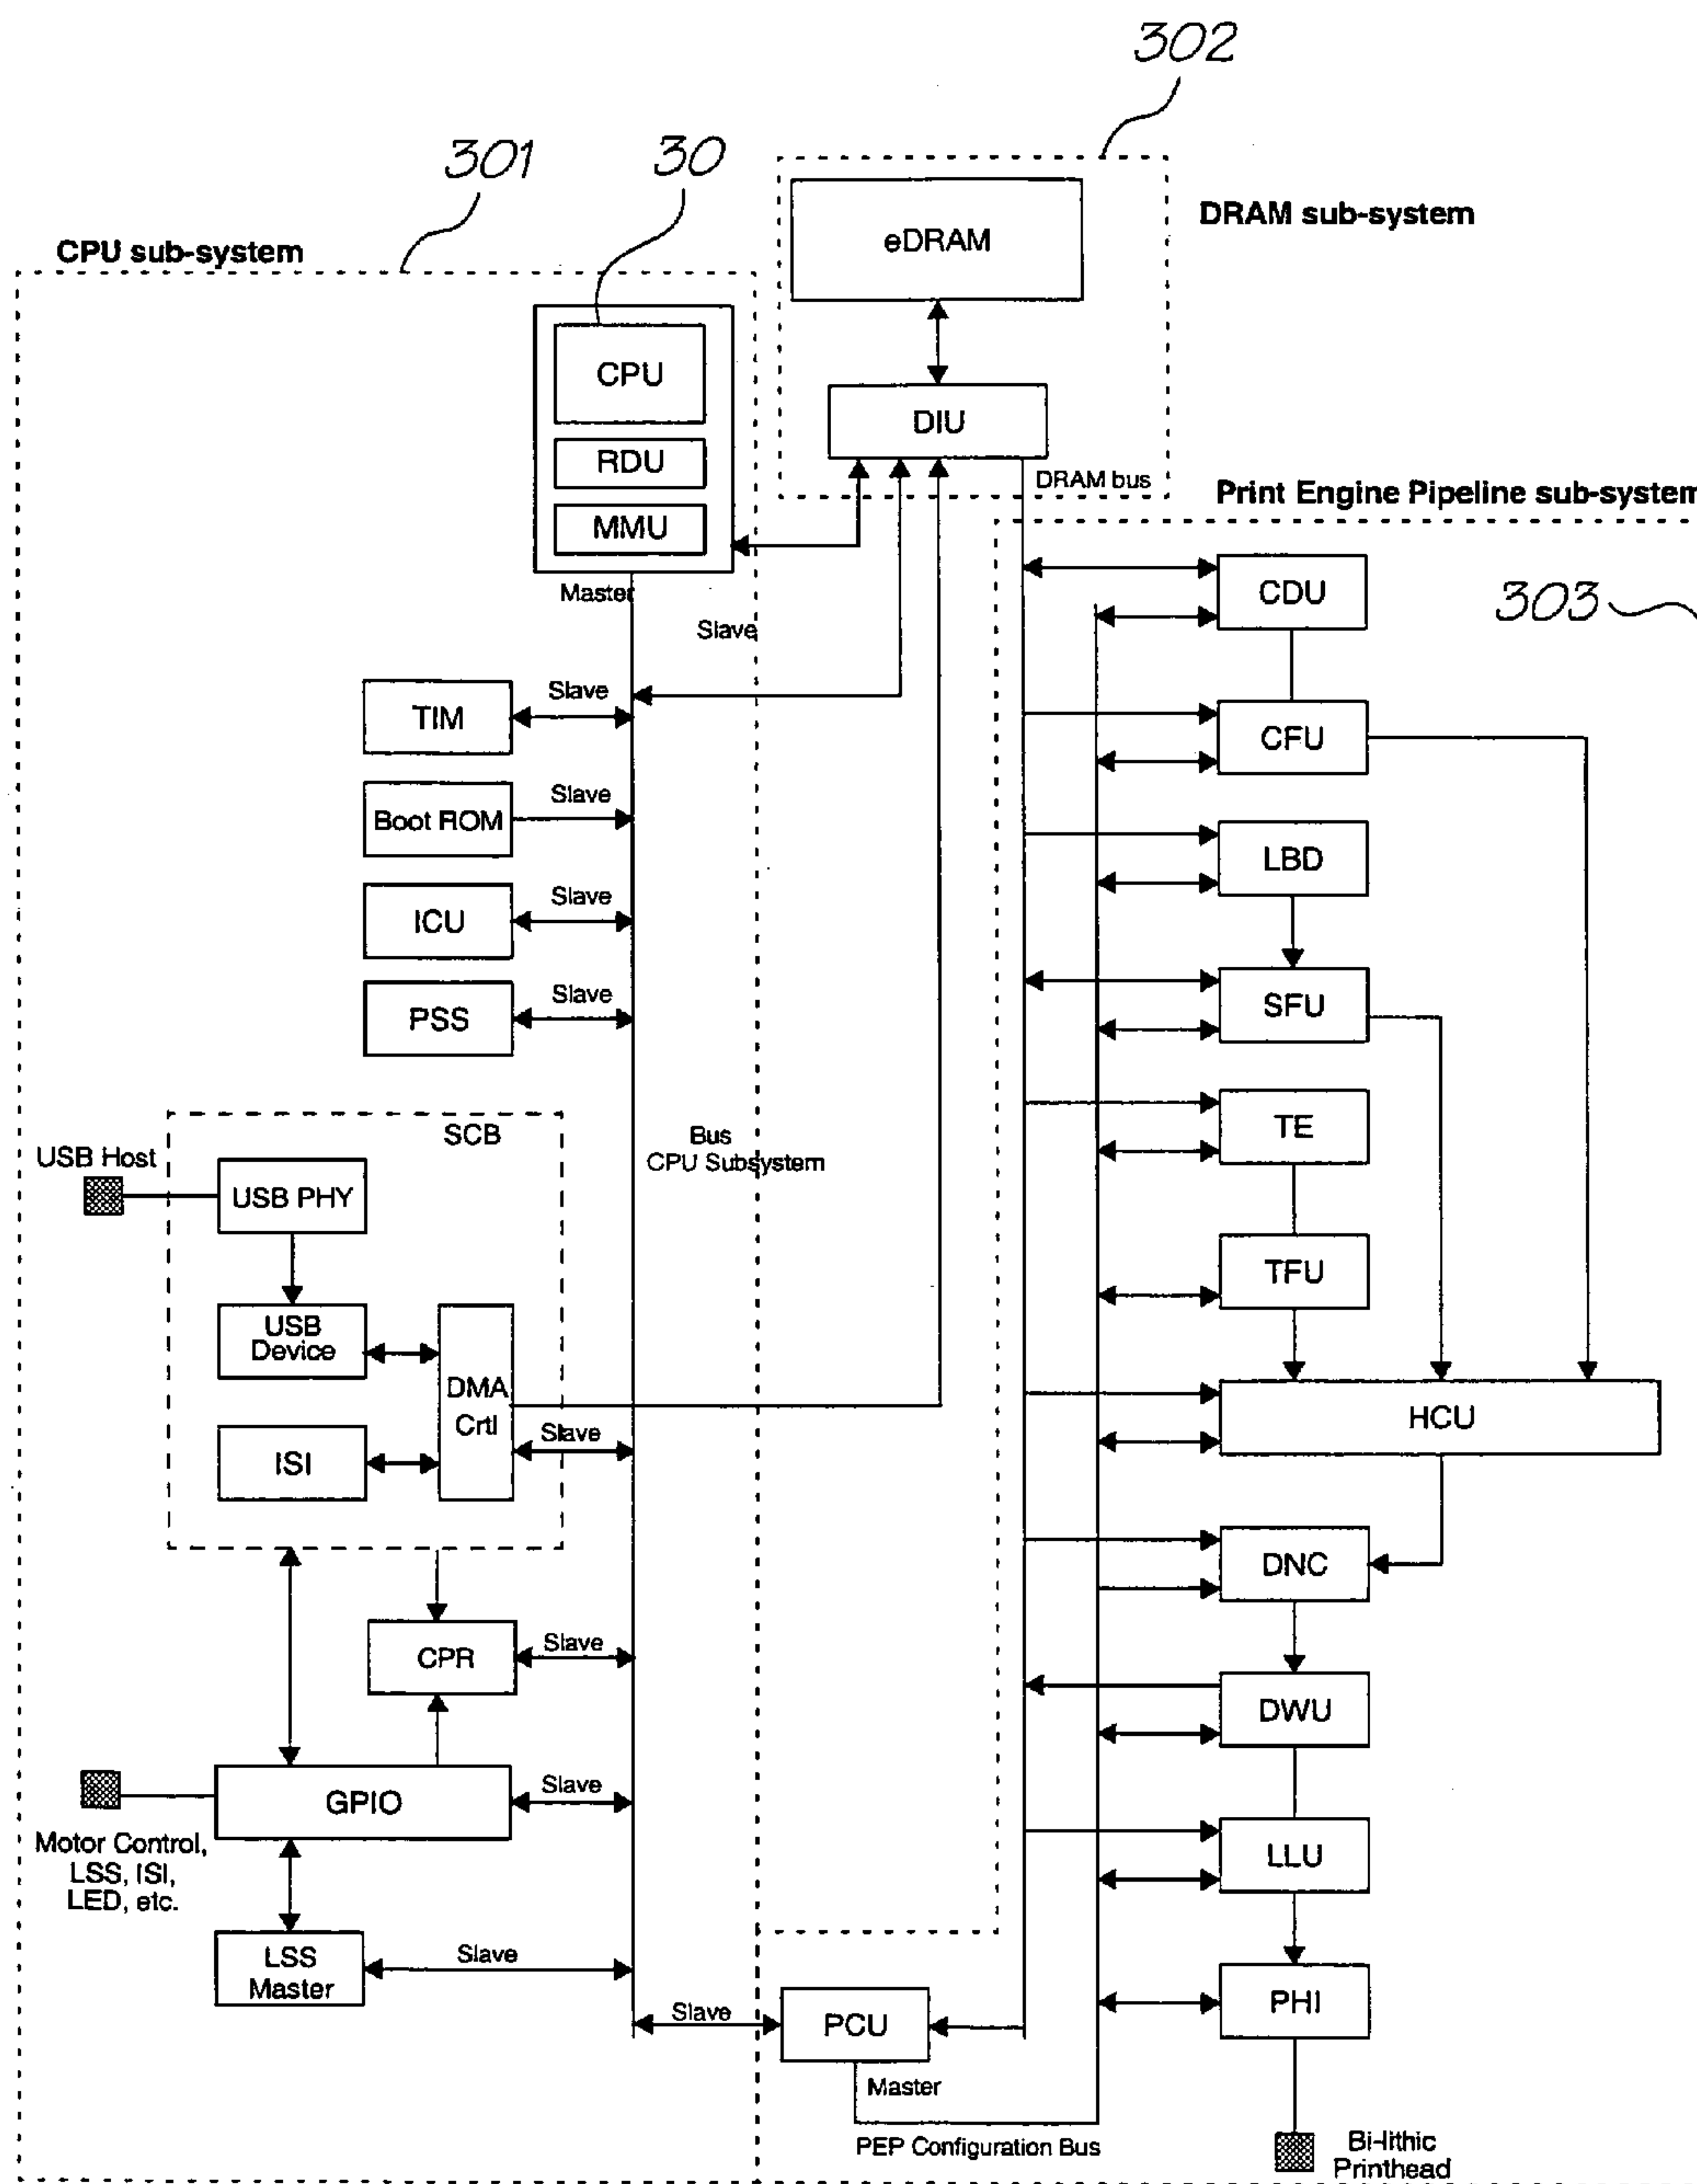 302
301
30
DRAM sub-system
CPU sub-system
eDRAM
CPU
DIU
RDU
DRAM bus
MMU
Print Engine Pipeline sub-system
Master
Slave
CDU
303
TIM
Slave
CFU
Boot ROM
Slave
LBD
ICU
Slave
SFU
PSS
Slave
TE
SCB
USB Host
USB PHY
Bus
CPU Subsystem
TFU
USB
Device
DMA
Crtl
Slave
HCU
ISI
DNC
CPR
Slave
DWU
GPIO
Slave
Motor Control,
LSS, ISI,
LED, etc.
LLU
LSS
Master
Slave
PHI
Slave
PCU
Master
PEP Configuration Bus
Bi-lithic
Printhead